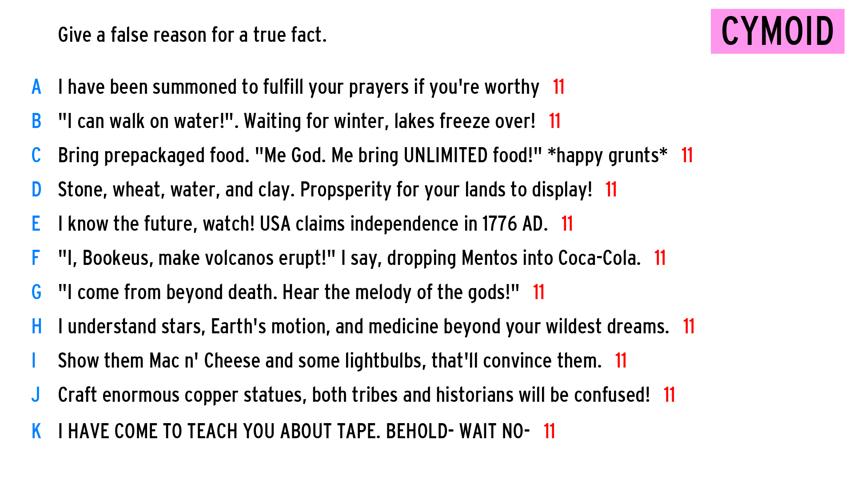 Give a false reason for a true fact.
CYMOID
A I have been summoned to fulfill your prayers if you're worthy 11
B "I can walk on water!". Waiting for winter, lakes freeze over! 11
C Bring prepackaged food. "Me God. Me bring UNLIMITED food!" *happy grunts* 11
D Stone, wheat, water, and clay. Propsperity for your lands to display! 11
E I know the future, watch! USA claims independence in 1776 AD. 11
F "I, Bookeus, make volcanos erupt!" I say, dropping Mentos into Coca-Cola. 11
G "I come from beyond death. Hear the melody of the gods!" 11
H I understand stars, Earth's motion, and medicine beyond your wildest dreams. 11
I Show them Mac n' Cheese and some lightbulbs, that'll convince them. 11
J Craft enormous copper statues, both tribes and historians will be confused! 11
K I HAVE COME TO TEACH YOU ABOUT TAPE. BEHOLD- WAIT NO- 11